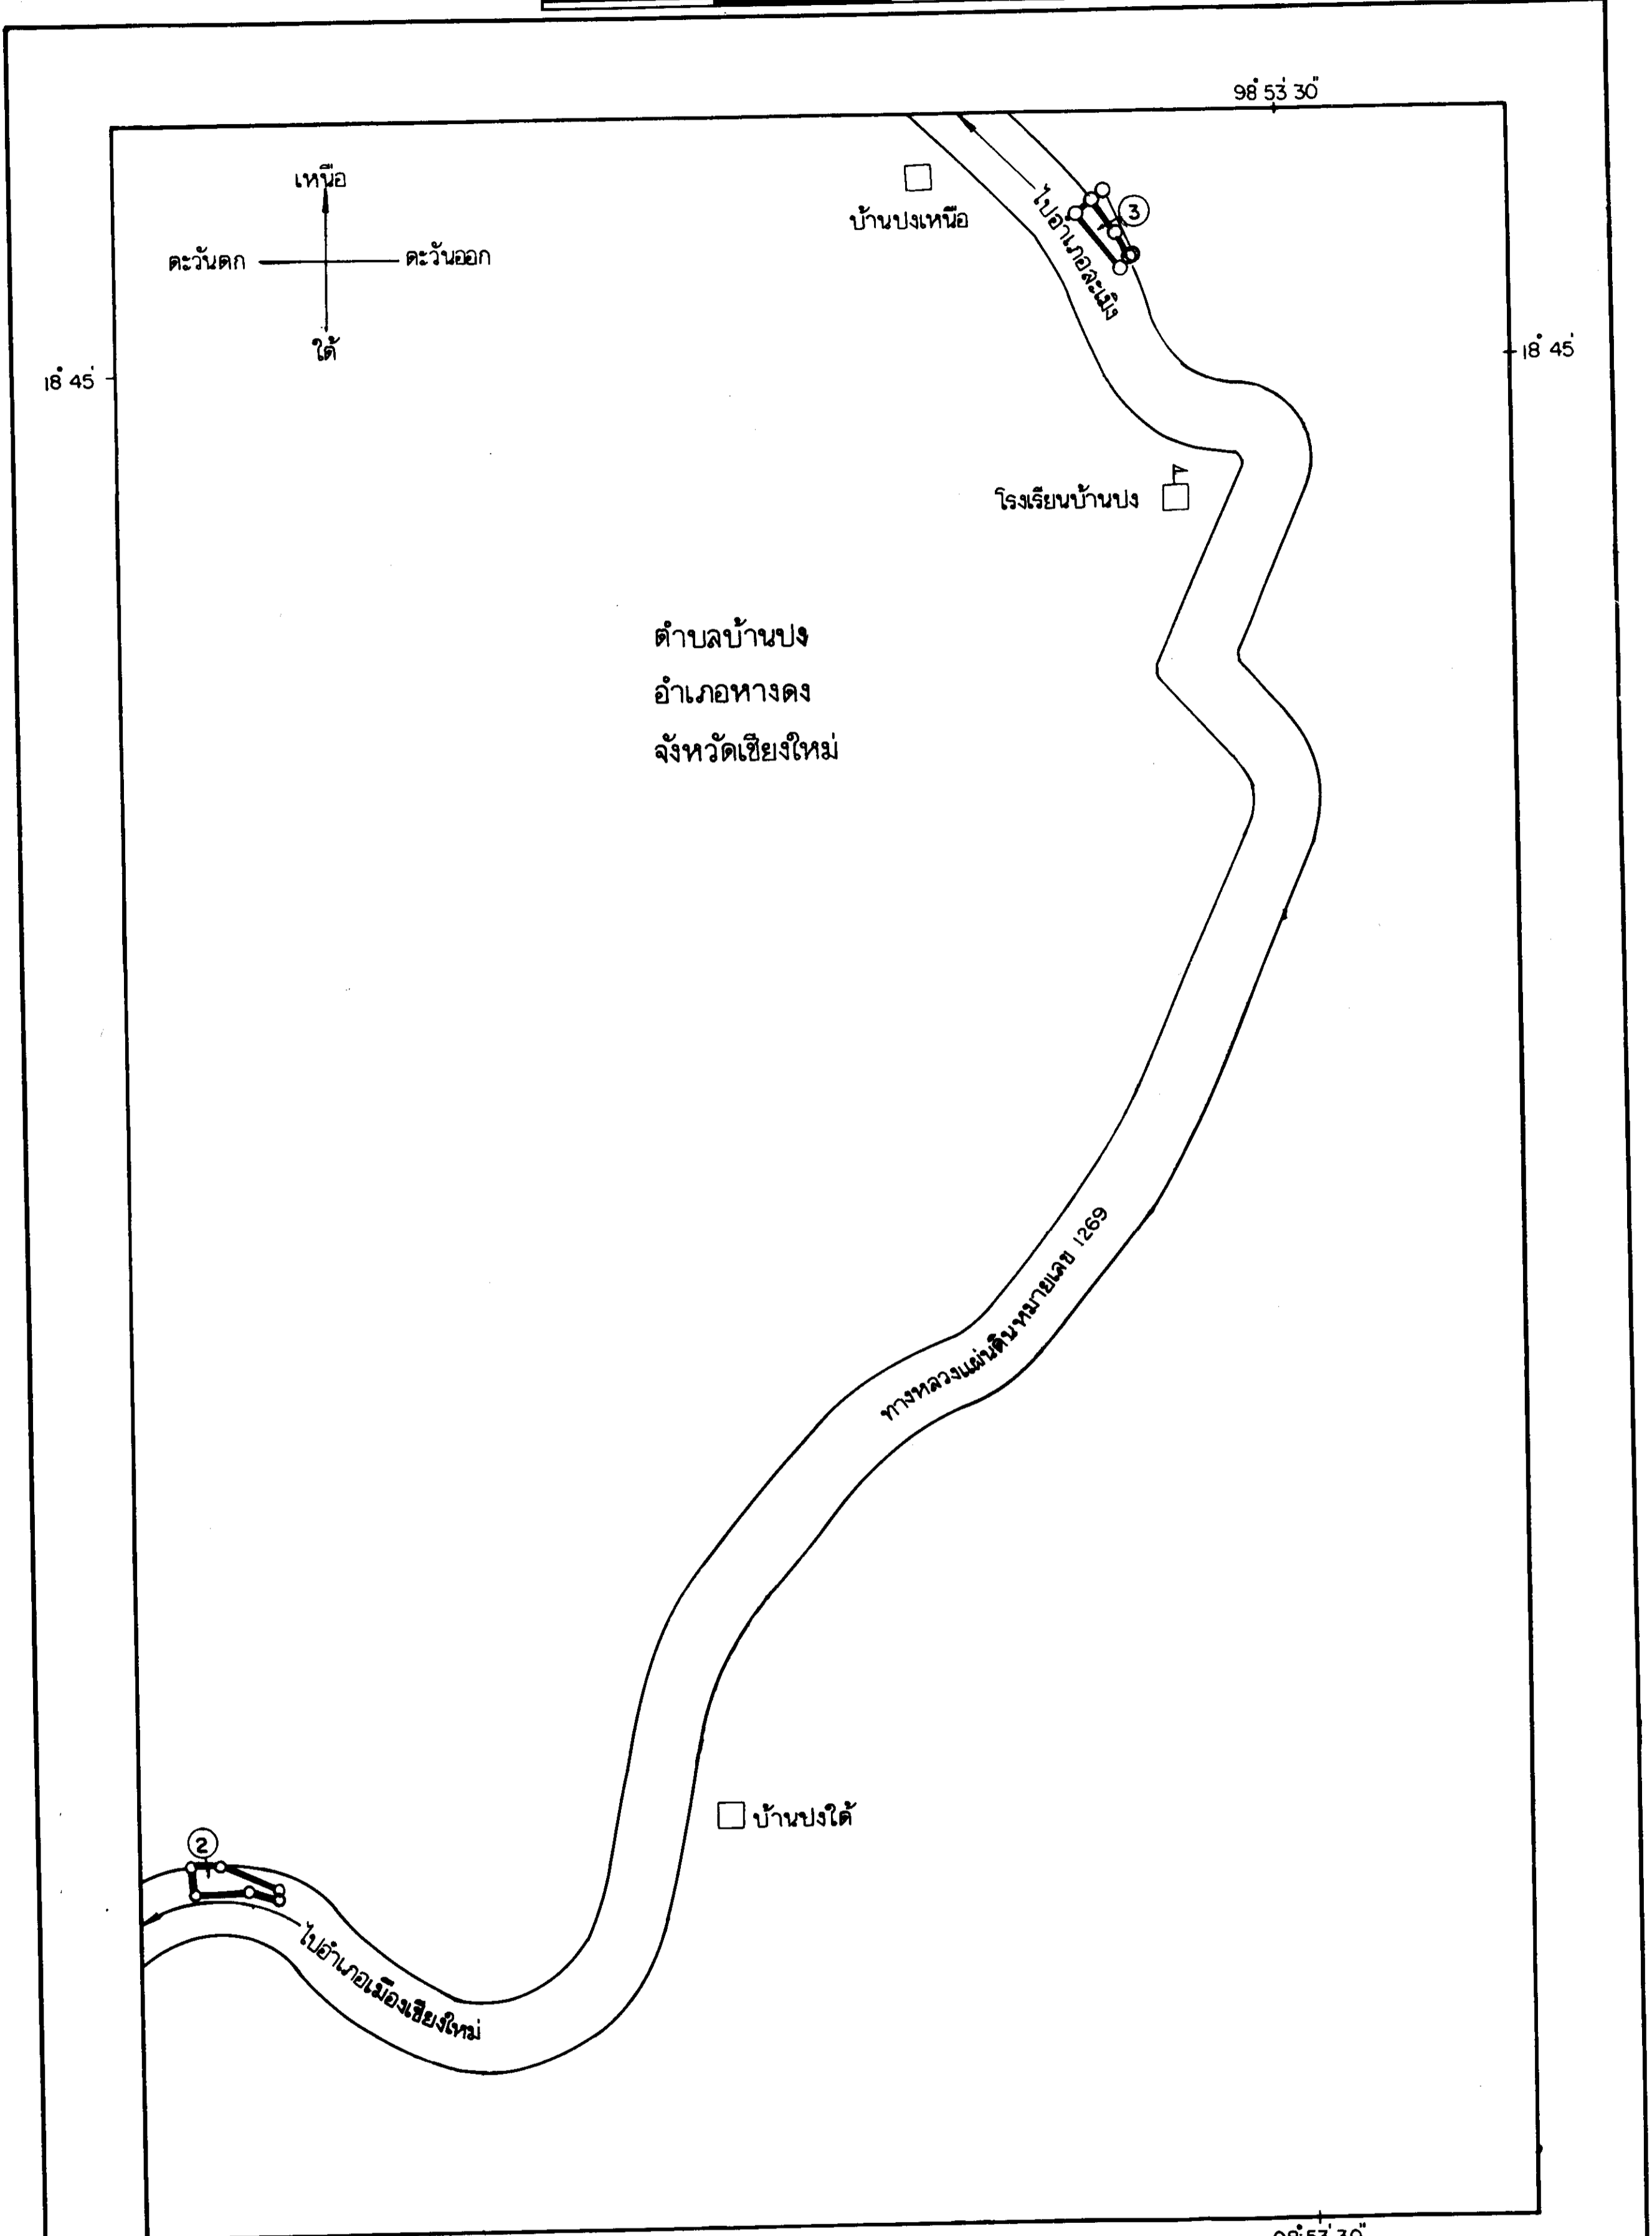 98° 53' 30"
เหนือ
ตะวันตก
ตะวันออก
ใต้
บ้านปงเหนือ
ไปอำเภอสะเมิง
3
18° 45'
18° 45'
โรงเรียนบ้านปง
ตำบลบ้านปง
อำเภอหางดง
จังหวัดเชียงใหม่
ทางหลวงแผ่นดินหมายเลข 1269
บ้านปงใต้
2
ไปอำเภอเมืองเชียงใหม่
98° 53' 30"